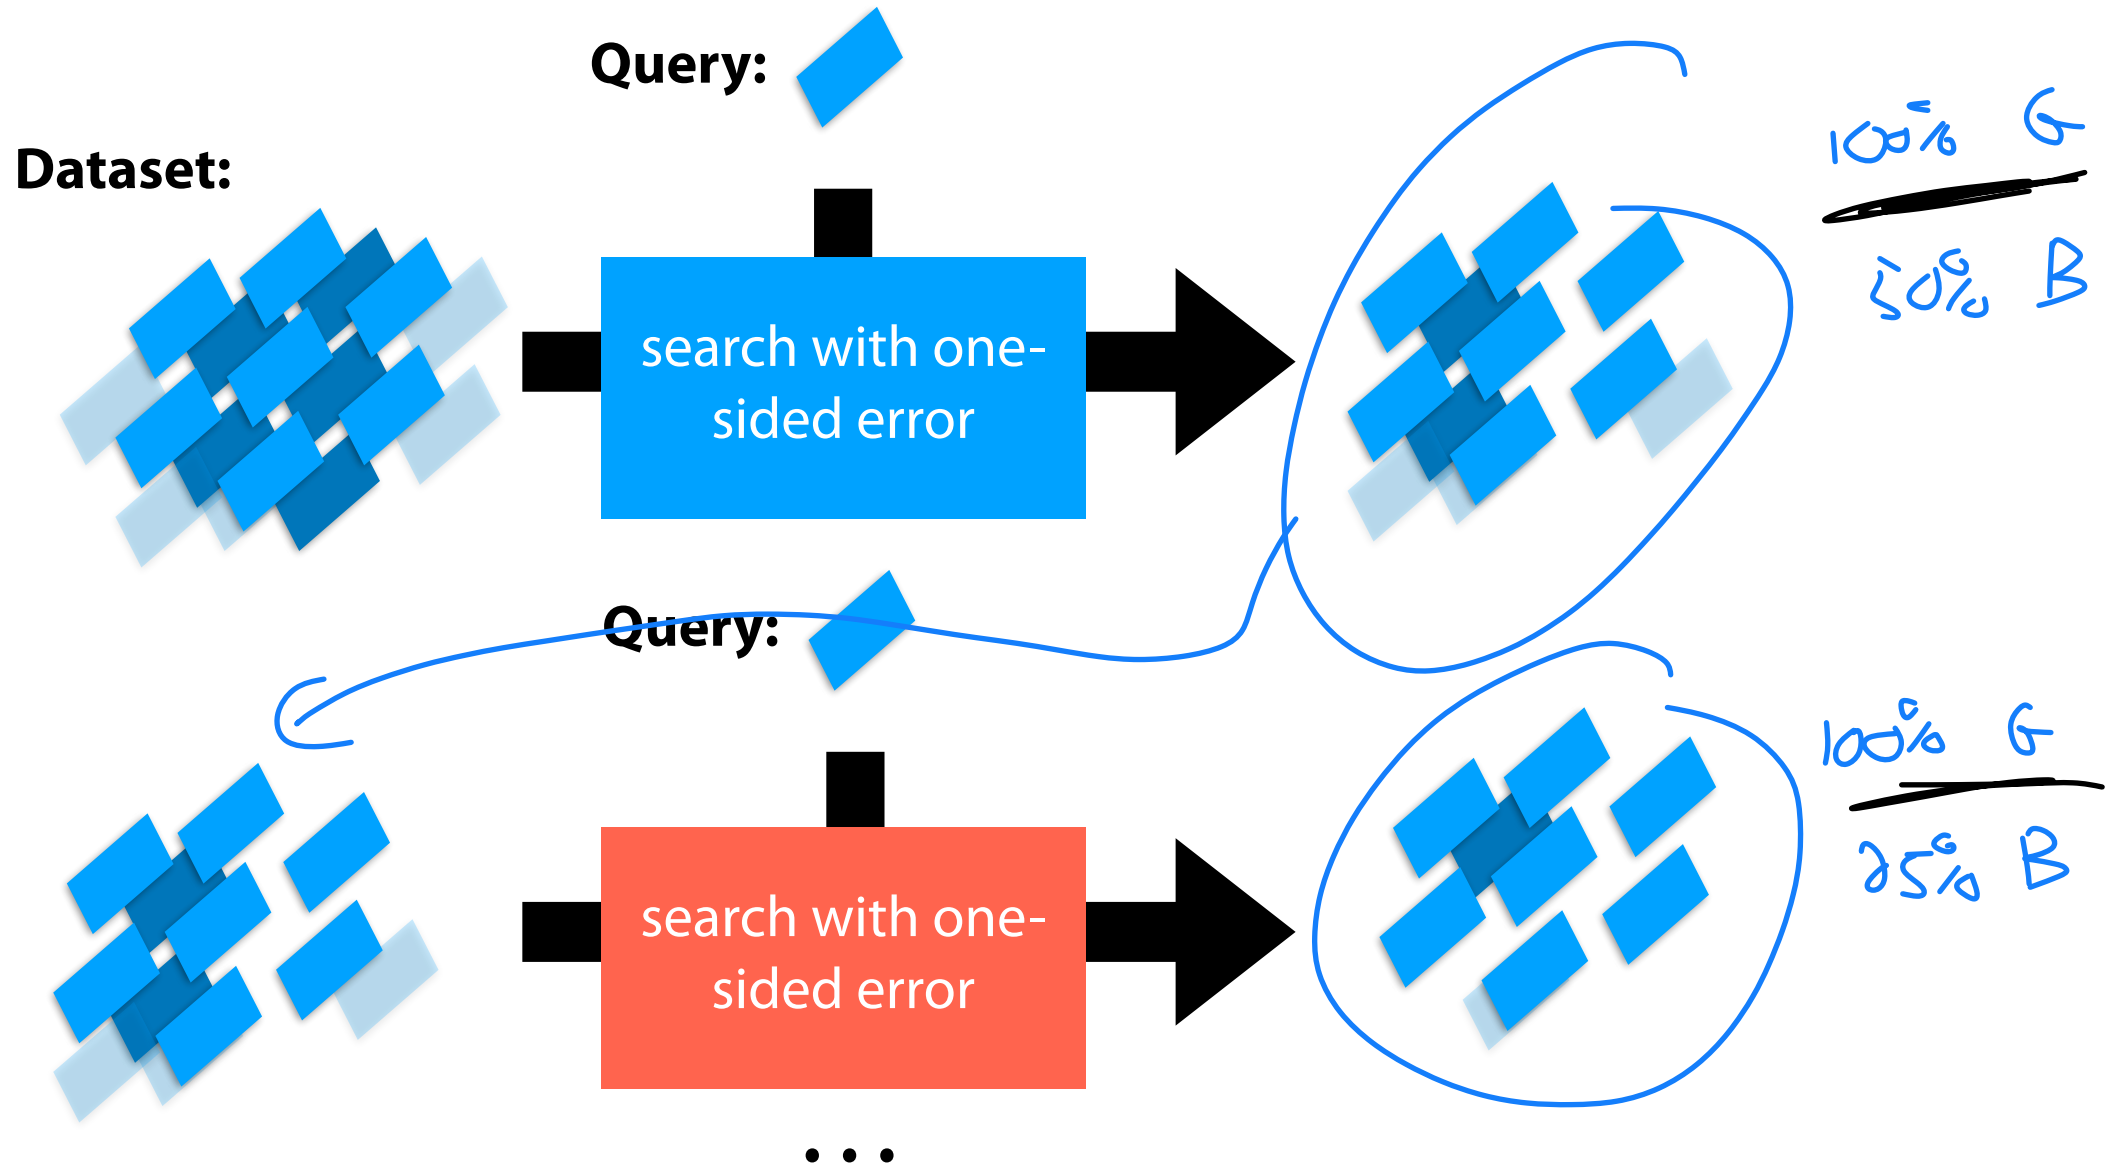 Query:
Dataset:
100% G
50% B
search with one-
sided error
Query:
100% G
25% B
search with one-
sided error
...